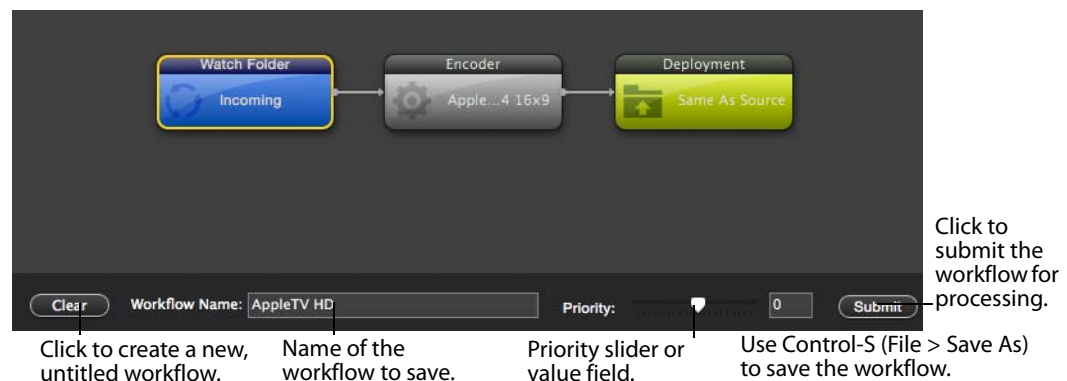 Watch Folder
Incoming
Encoder
Apple...4 16x9
Deployment
Same As Source
Clear
Workflow Name: AppleTV HD
Priority:
0
Submit
Click to
submit the
workflow for
processing.
Click to create a new,
untitled workflow.
Name of the
workflow to save.
Priority slider or
value field.
Use Control-S (File > Save As)
to save the workflow.